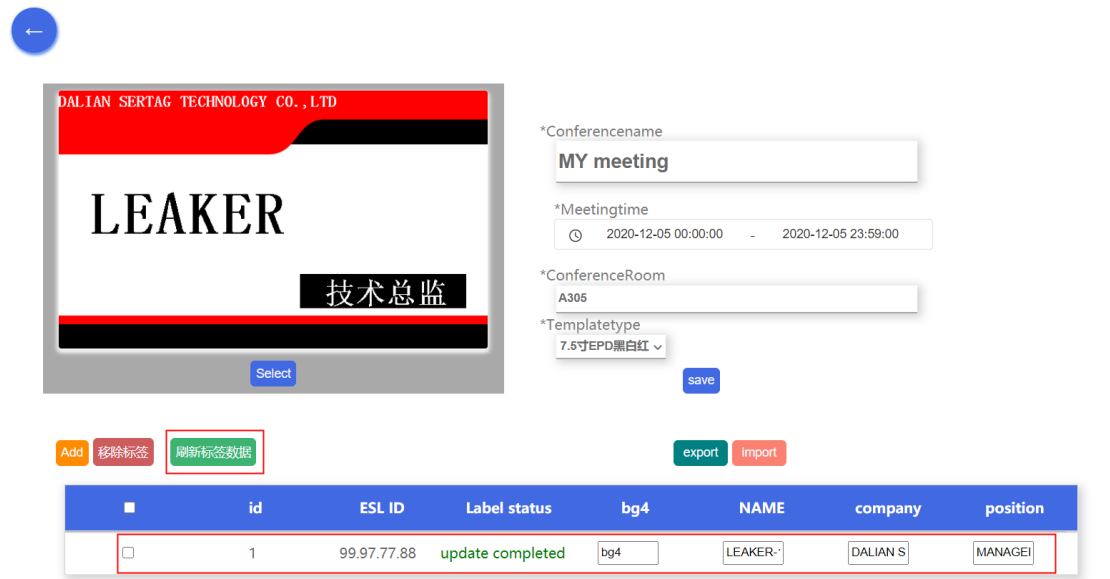 ←
DALIAN SERTAG TECHNOLOGY CO.,LTD
LEAKER
技术总监
Select
*Conferencename
MY meeting
*Meetingtime
2020-12-05 00:00:00 - 2020-12-05 23:59:00
*ConferenceRoom
A305
*Templatetype
7.5寸EPD黑白红
save
Add 移除标签 刷新标签数据 export import
id ESL ID Label status bg4 NAME company position
1 99.97.77.88 update completed bg4 LEAKER- DALIAN S MANAGEI